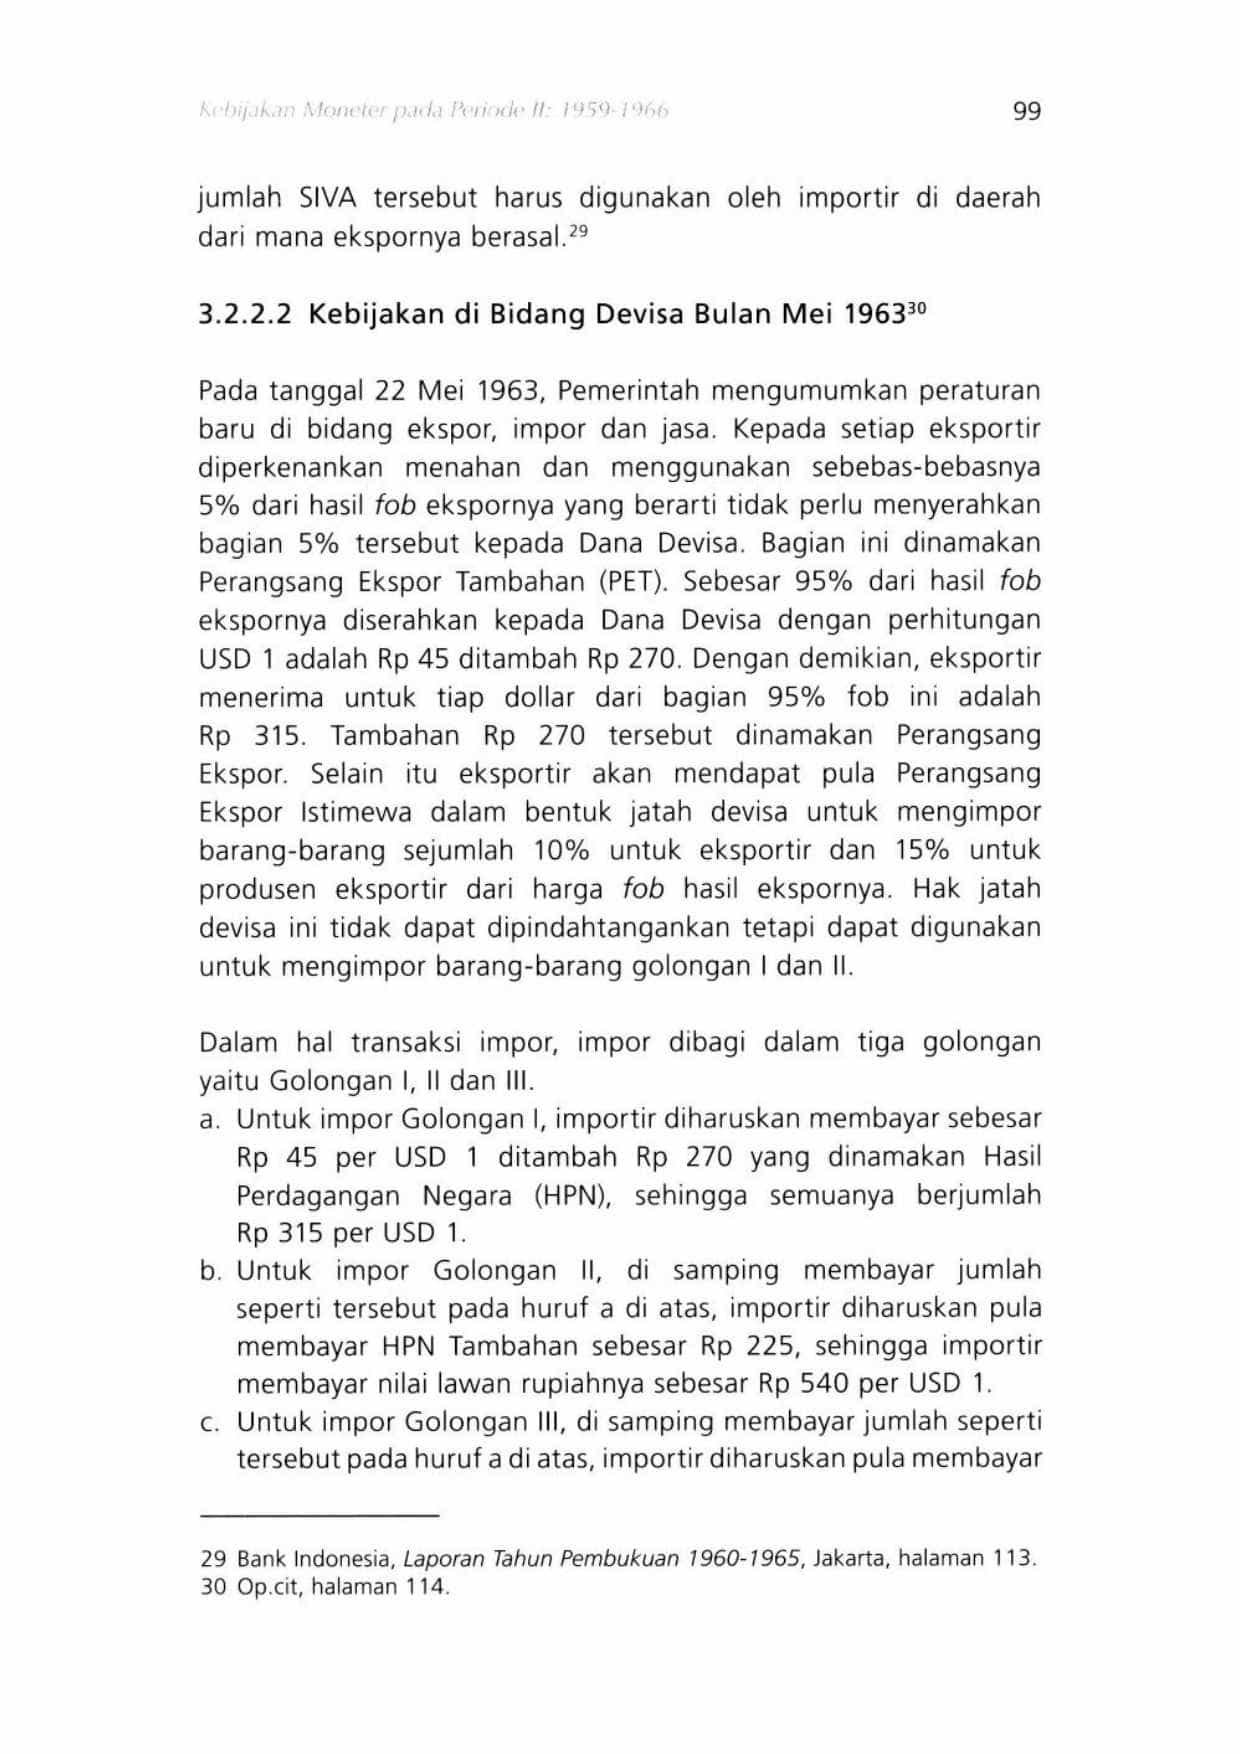 Kebijakan Moneter pada Periode II: 1959-1966 99
jumlah SIVA tersebut harus digunakan oleh importir di daerah
dari mana ekspornya berasal.29
3.2.2.2 Kebijakan di Bidang Devisa Bulan Mei 196330
Pada tanggal 22 Mei 1963, Pemerintah mengumumkan peraturan
baru di bidang ekspor, impor dan jasa. Kepada setiap eksportir
diperkenankan menahan dan menggunakan sebebas-bebasnya
5% dari hasil fob ekspornya yang berarti tidak perlu menyerahkan
bagian 5% tersebut kepada Dana Devisa. Bagian ini dinamakan
Perangsang Ekspor Tambahan (PET). Sebesar 95% dari hasil fob
ekspornya diserahkan kepada Dana Devisa dengan perhitungan
USD 1 adalah Rp 45 ditambah Rp 270. Dengan demikian, eksportir
menerima untuk tiap dollar dari bagian 95% fob ini adalah
Rp 315. Tambahan Rp 270 tersebut dinamakan Perangsang
Ekspor. Selain itu eksportir akan mendapat pula Perangsang
Ekspor Istimewa dalam bentuk jatah devisa untuk mengimpor
barang-barang sejumlah 10% untuk eksportir dan 15% untuk
produsen eksportir dari harga fob hasil ekspornya. Hak jatah
devisa ini tidak dapat dipindahtangankan tetapi dapat digunakan
untuk mengimpor barang-barang golongan I dan II.
Dalam hal transaksi impor, impor dibagi dalam tiga golongan
yaitu Golongan I, II dan III.
a. Untuk impor Golongan I, importir diharuskan membayar sebesar
Rp 45 per USD 1 ditambah Rp 270 yang dinamakan Hasil
Perdagangan Negara (HPN), sehingga semuanya berjumlah
Rp 315 per USD 1.
b. Untuk impor Golongan II, di samping membayar jumlah
seperti tersebut pada huruf a di atas, importir diharuskan pula
membayar HPN Tambahan sebesar Rp 225, sehingga importir
membayar nilai lawan rupiahnya sebesar Rp 540 per USD 1.
c. Untuk impor Golongan III, di samping membayar jumlah seperti
tersebut pada huruf a di atas, importir diharuskan pula membayar
29 Bank Indonesia, Laporan Tahun Pembukuan 1960-1965, Jakarta, halaman 113.
30 Op.cit, halaman 114.